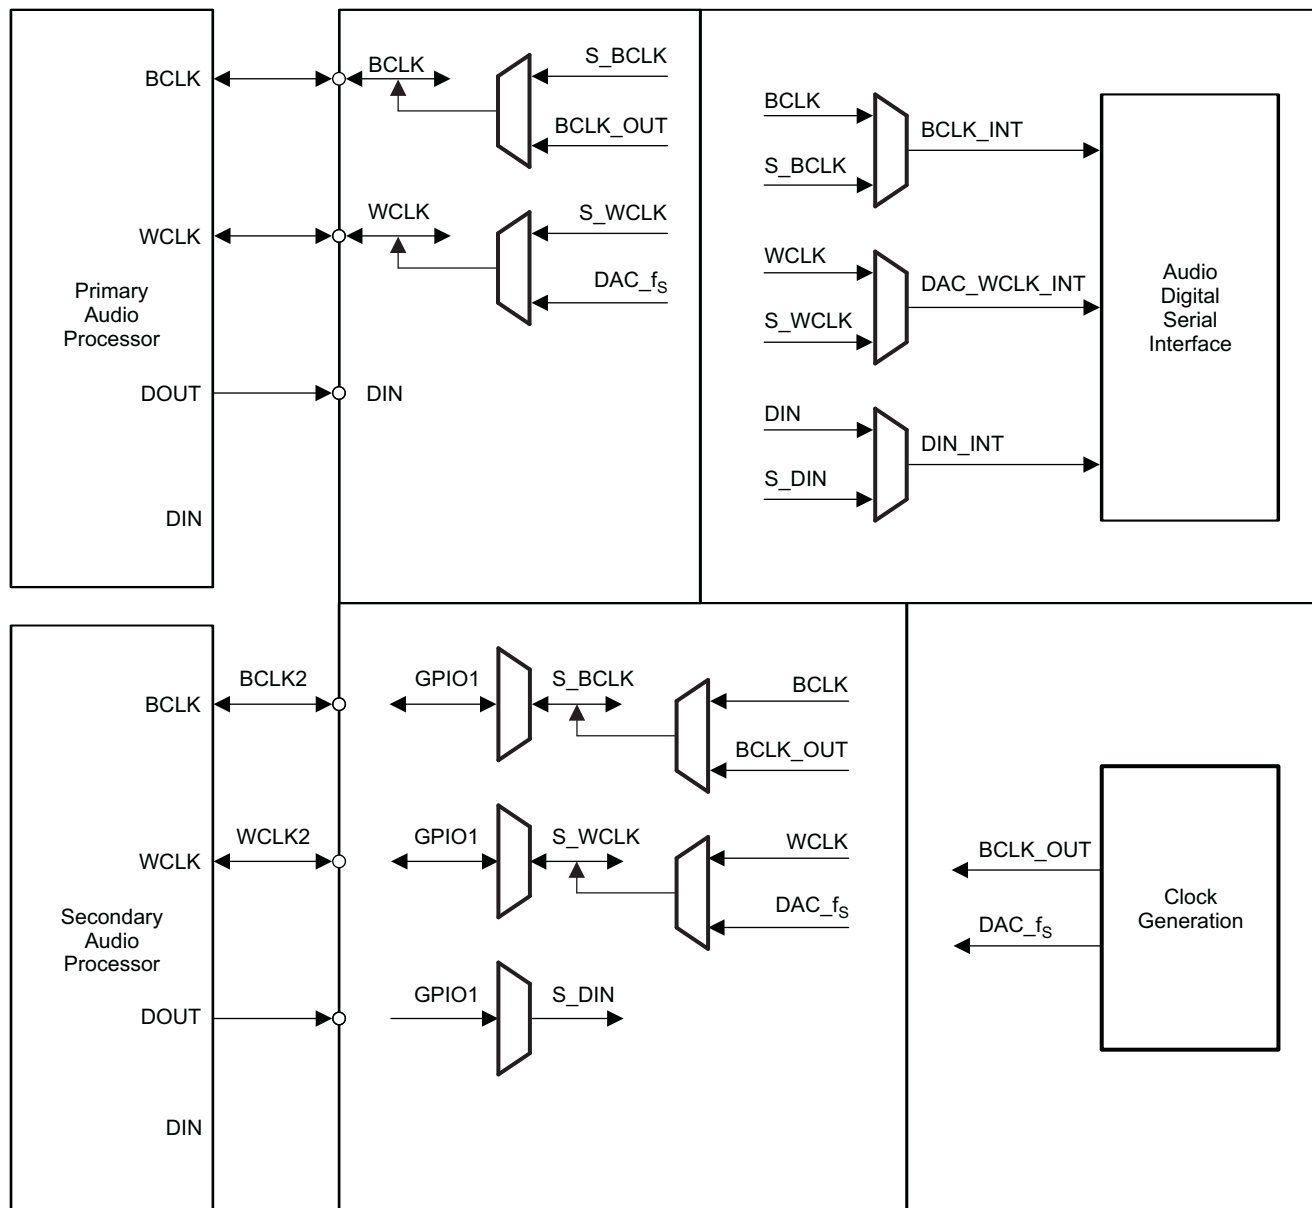 BCLK
WCLK
Primary
Audio
Processor
DOUT
DIN
BCLK
S_BCLK
BCLK_OUT
WCLK
S_WCLK
DAC_fS
DIN
BCLK
S_BCLK
BCLK_INT
WCLK
S_WCLK
DAC_WCLK_INT
DIN
S_DIN
DIN_INT
Audio
Digital
Serial
Interface
BCLK
WCLK
Secondary
Audio
Processor
DOUT
DIN
BCLK2
WCLK2
GPIO1
S_BCLK
BCLK
BCLK_OUT
GPIO1
S_WCLK
WCLK
DAC_fS
GPIO1
S_DIN
BCLK_OUT
DAC_fS
Clock
Generation